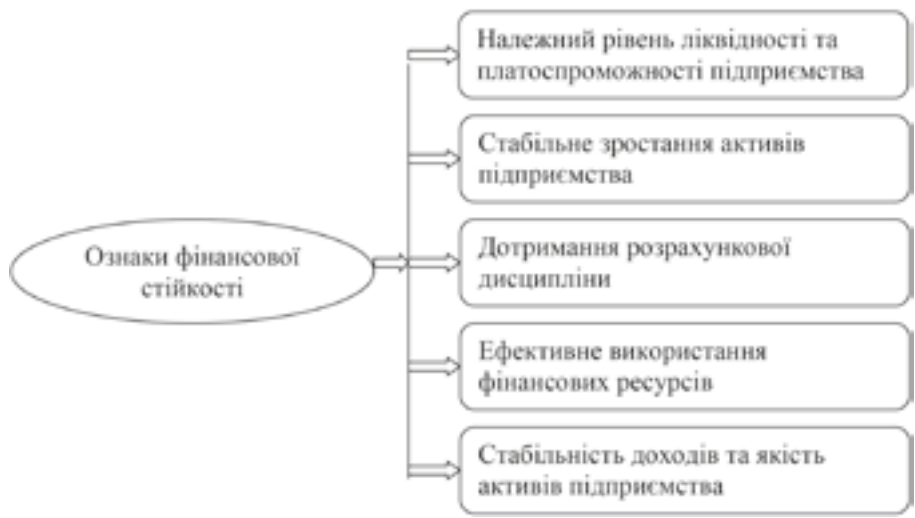 Ознаки фінансової
стійкості
Належний рівень ліквідності та
платоспроможності підприємства
Стабільне зростання активів
підприємства
Дотримання розрахункової
дисципліни
Ефективне використання
фінансових ресурсів
Стабільність доходів та якість
активів підприємства